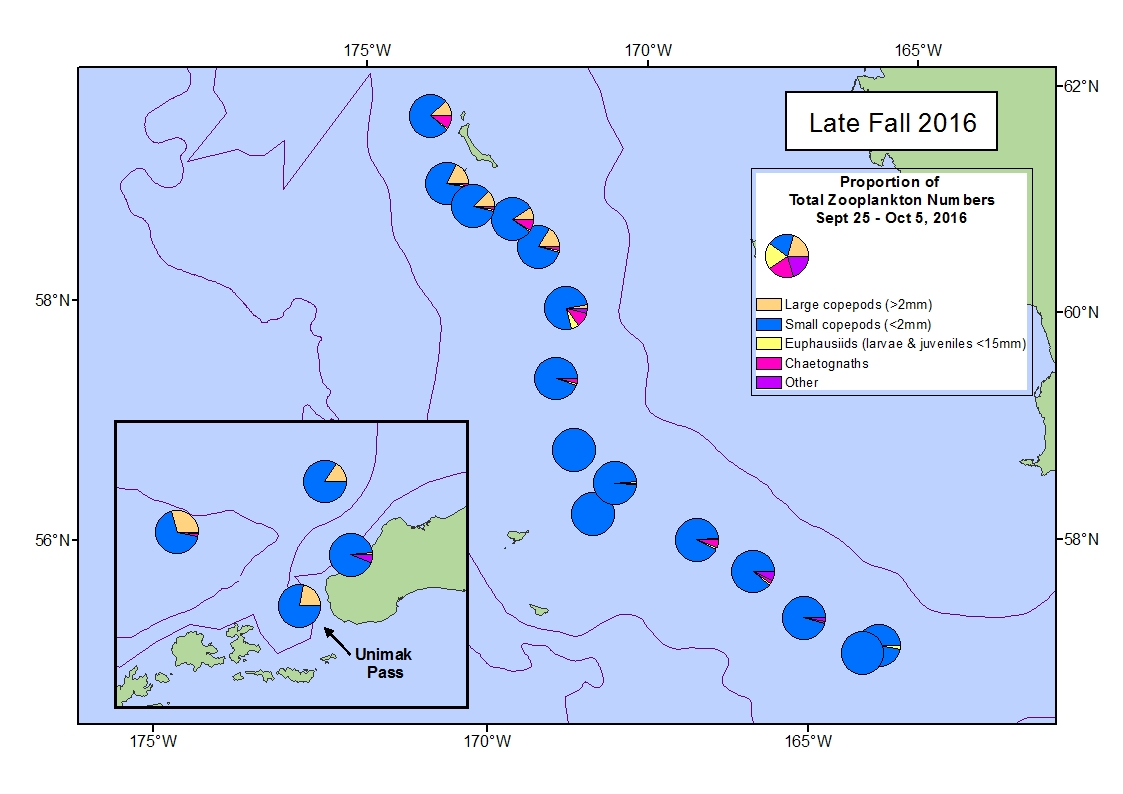 175°W 170°W 165°W
62°N
Late Fall 2016
Proportion of
Total Zooplankton Numbers
Sept 25 - Oct 5, 2016
Large copepods (>2mm)
Small copepods (<2mm)
Euphausiids (larvae & juveniles <15mm)
Chaetognaths
Other
58°N
60°N
56°N
58°N
Unimak
Pass
175°W 170°W 165°W